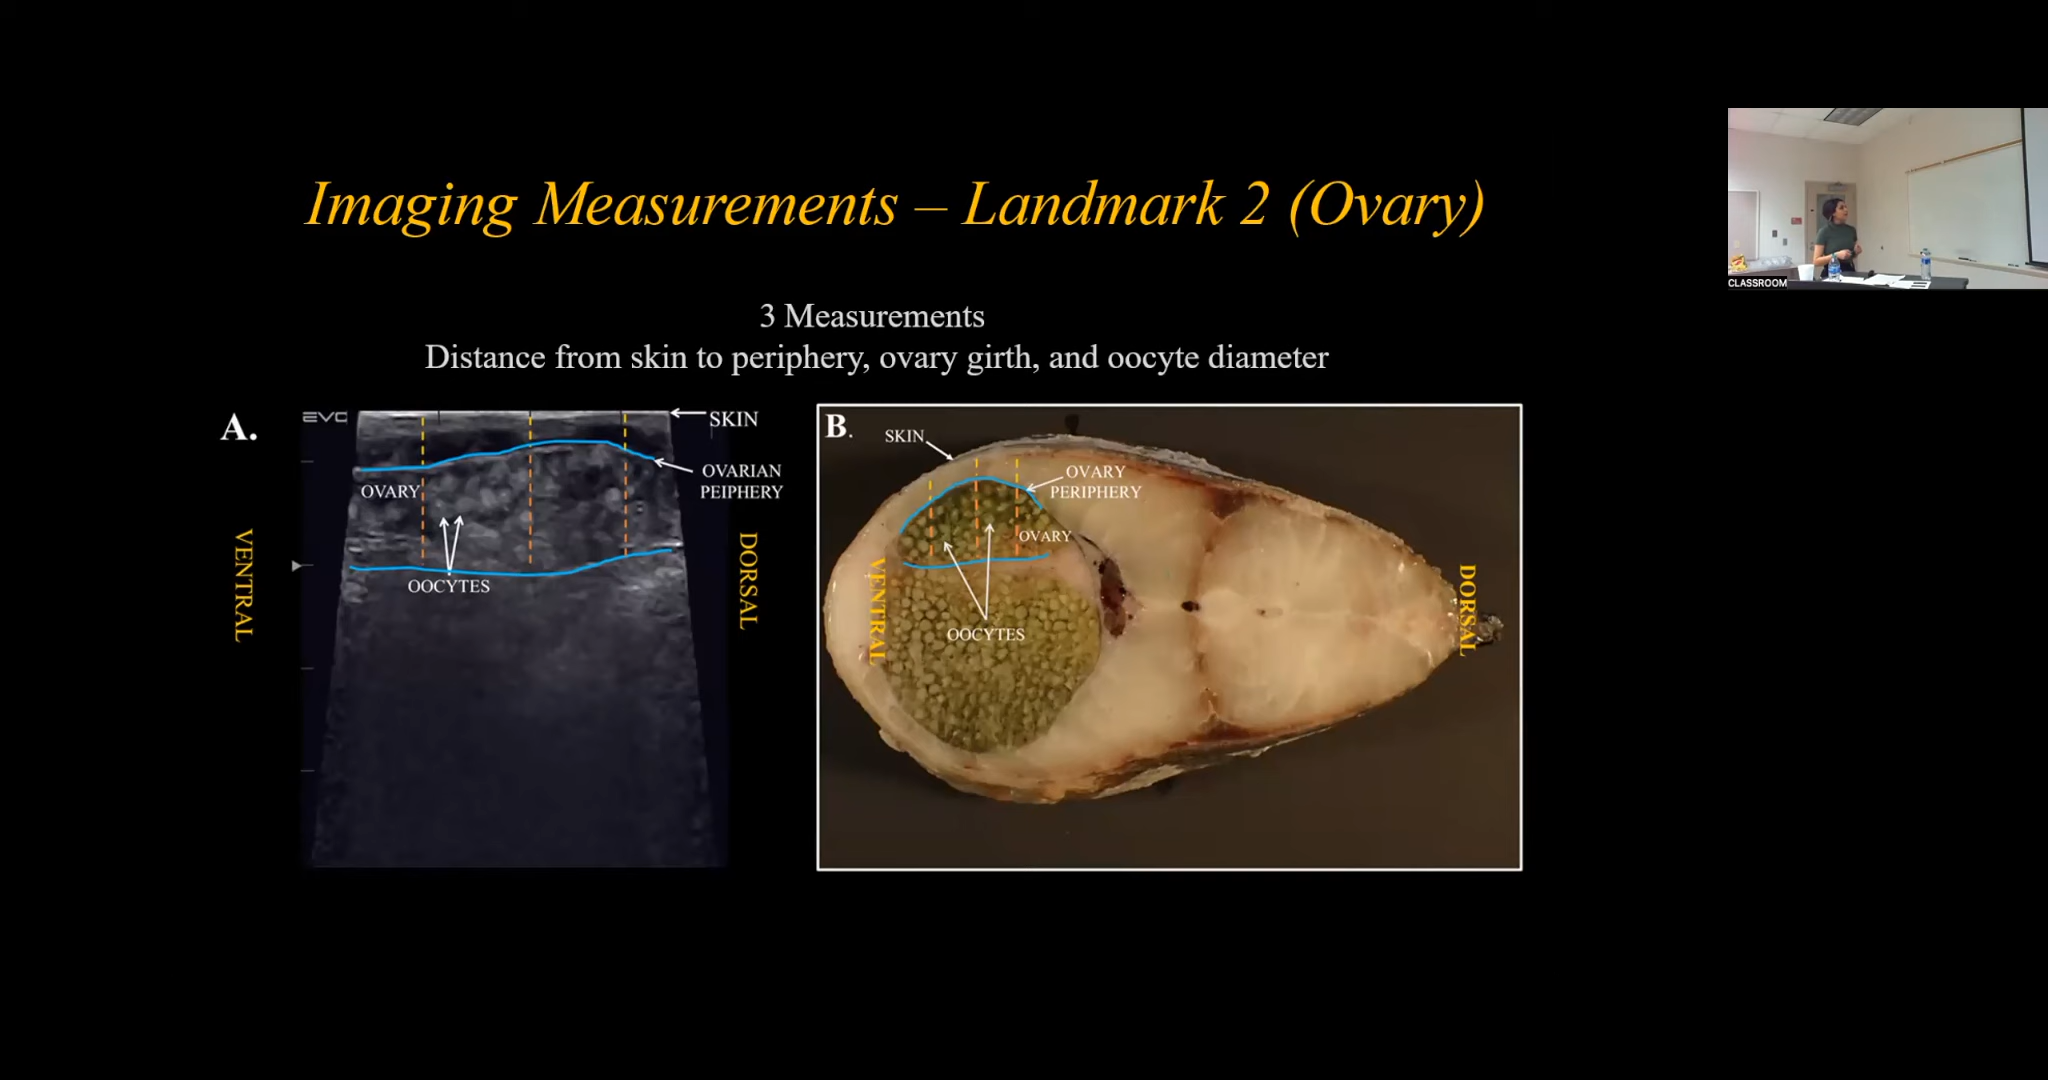 Imaging Measurements – Landmark 2 (Ovary)
CLASSROOM
3 Measurements
Distance from skin to periphery, ovary girth, and oocyte diameter
A.
EVO
SKIN
OVARIAN
PEIPHERY
OVARY
OOCYTES
VENTRAL
DORSAL
B.
SKIN
OVARY
PERIPHERY
OVARY
OOCYTES
VENTRAL
DORSAL